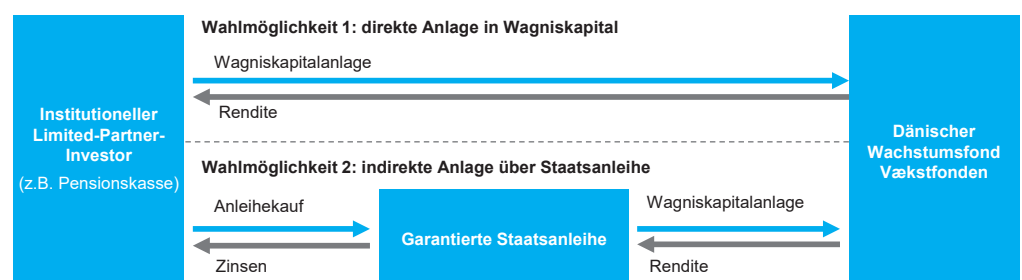 Wahlmöglichkeit 1: direkte Anlage in Wagniskapital
Wagniskapitalanlage
Rendite
Institutioneller
Limited-Partner-
Investor
(z.B. Pensionskasse)
Dänischer
Wachstumsfond
Vækstfonden
Wahlmöglichkeit 2: indirekte Anlage über Staatsanleihe
Anleihekauf
Zinsen
Garantierte Staatsanleihe
Wagniskapitalanlage
Rendite